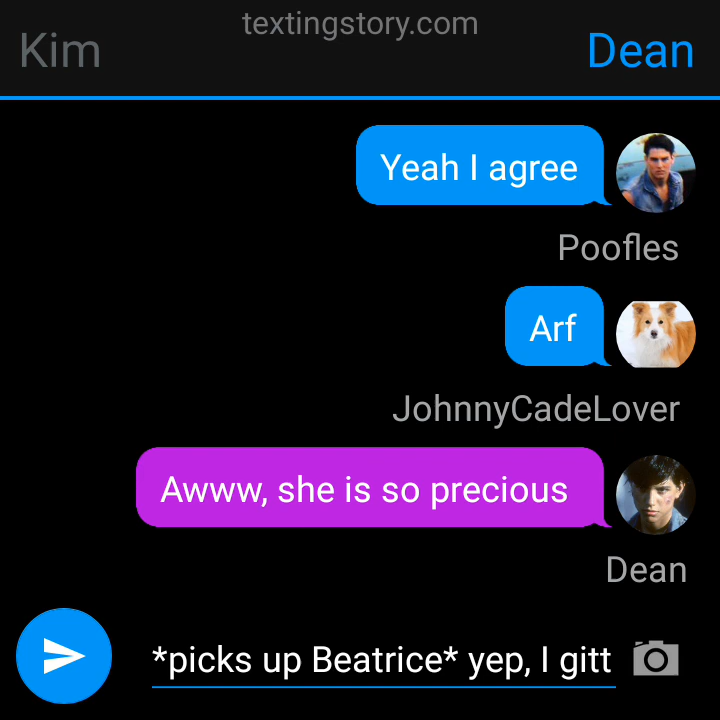 textingstory.com
Kim
Dean
Yeah I agree
Poofles
Arf
JohnnyCadeLover
Awww, she is so precious
Dean
*picks up Beatrice* yep, I gitt